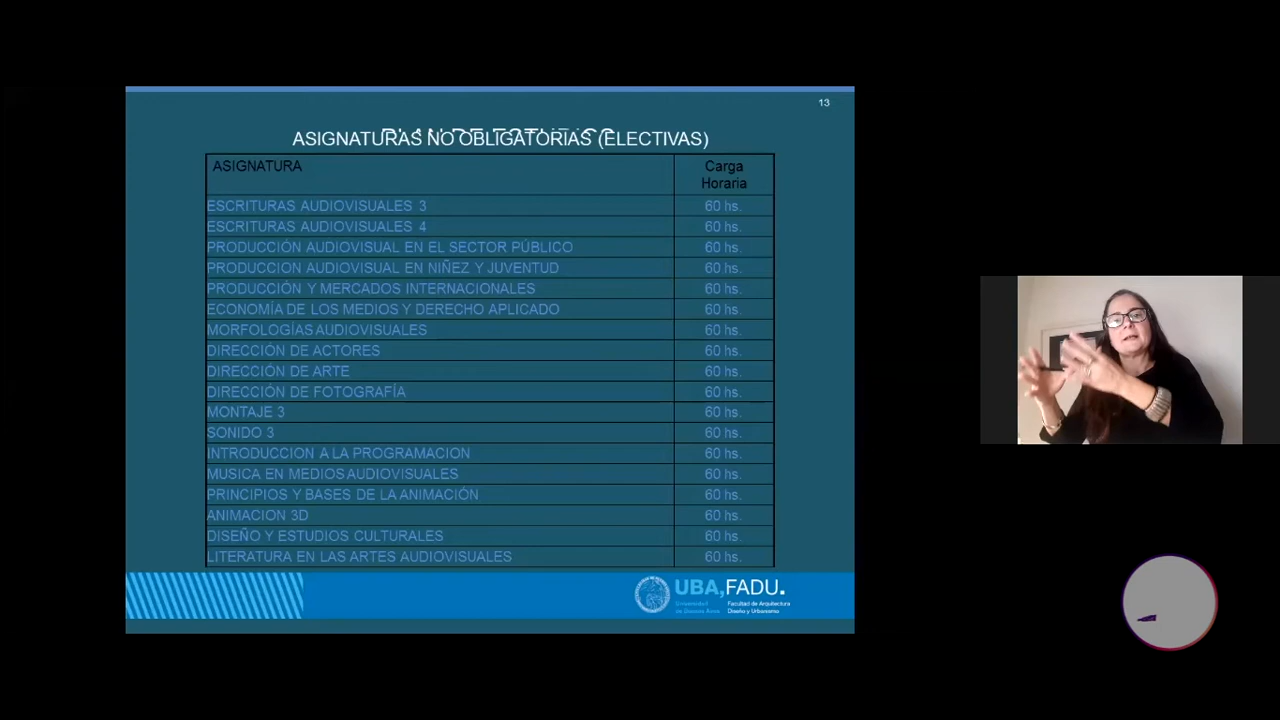 13
ASIGNATURAS NO OBLIGATORIAS (ELECTIVAS)
ASIGNATURA Carga Horaria
ESCRITURAS AUDIOVISUALES 3 60 hs.
ESCRITURAS AUDIOVISUALES 4 60 hs.
PRODUCCIÓN AUDIOVISUAL EN EL SECTOR PÚBLICO 60 hs.
PRODUCCION AUDIOVISUAL EN NIÑEZ Y JUVENTUD 60 hs.
PRODUCCIÓN Y MERCADOS INTERNACIONALES 60 hs.
ECONOMÍA DE LOS MEDIOS Y DERECHO APLICADO 60 hs.
MORFOLOGÍAS AUDIOVISUALES 60 hs.
DIRECCIÓN DE ACTORES 60 hs.
DIRECCIÓN DE ARTE 60 hs.
DIRECCIÓN DE FOTOGRAFÍA 60 hs.
MONTAJE 3 60 hs.
SONIDO 3 60 hs.
INTRODUCCION A LA PROGRAMACION 60 hs.
MUSICA EN MEDIOS AUDIOVISUALES 60 hs.
PRINCIPIOS Y BASES DE LA ANIMACIÓN 60 hs.
ANIMACION 3D 60 hs.
DISEÑO Y ESTUDIOS CULTURALES 60 hs.
LITERATURA EN LAS ARTES AUDIOVISUALES 60 hs.
UBA, FADU.
Universidad de Buenos Aires
Facultad de Arquitectura
Diseño y Urbanismo